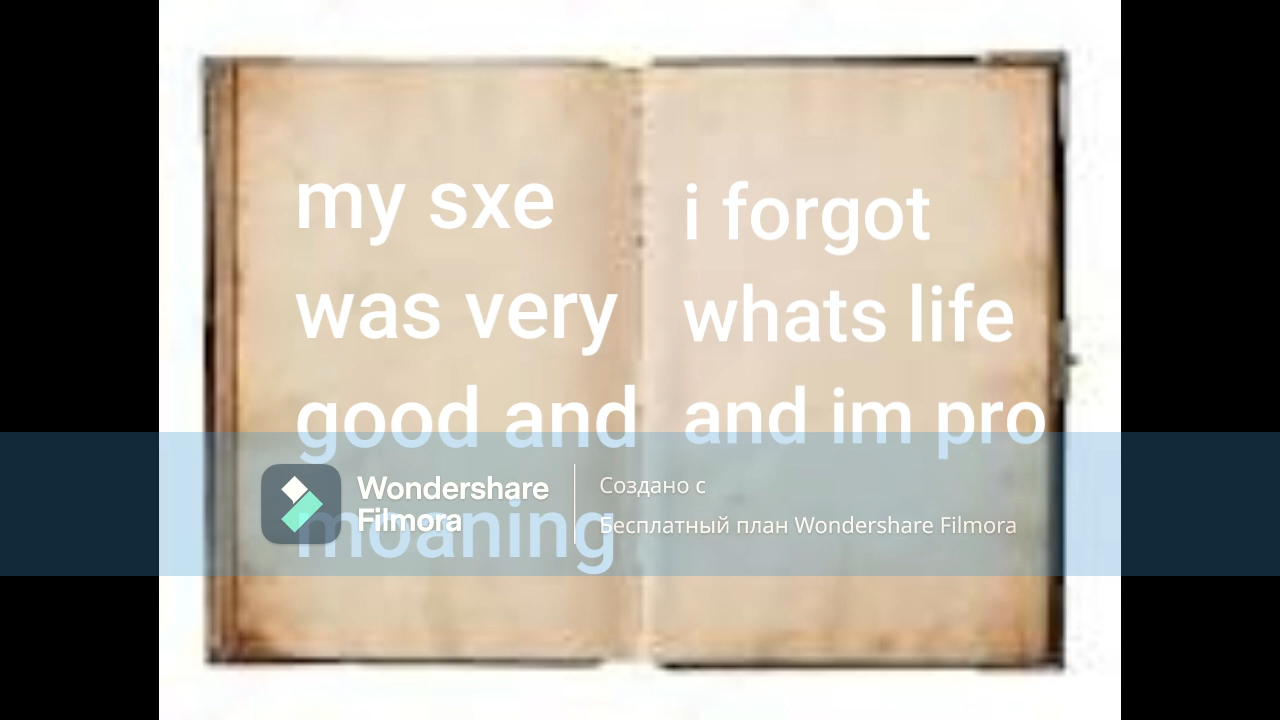 my sxe
was very
good and
moaning
i forgot
whats life
and im pro
Wondershare
Filmora
Создано с
Бесплатный план Wondershare Filmora